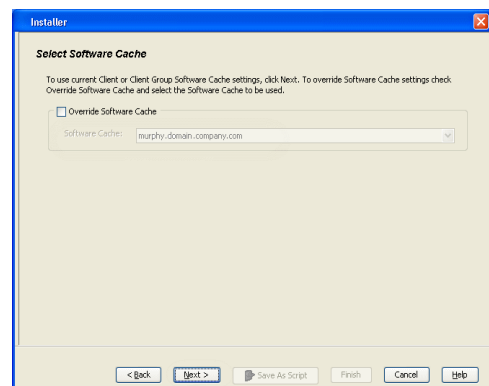 Installer
Select Software Cache
To use current Client or Client Group Software Cache settings, click Next. To override Software Cache settings check
Override Software Cache and select the Software Cache to be used.
Override Software Cache
Software Cache: murphy.domain.company.com
< Back Next > Save As Script Finish Cancel Help